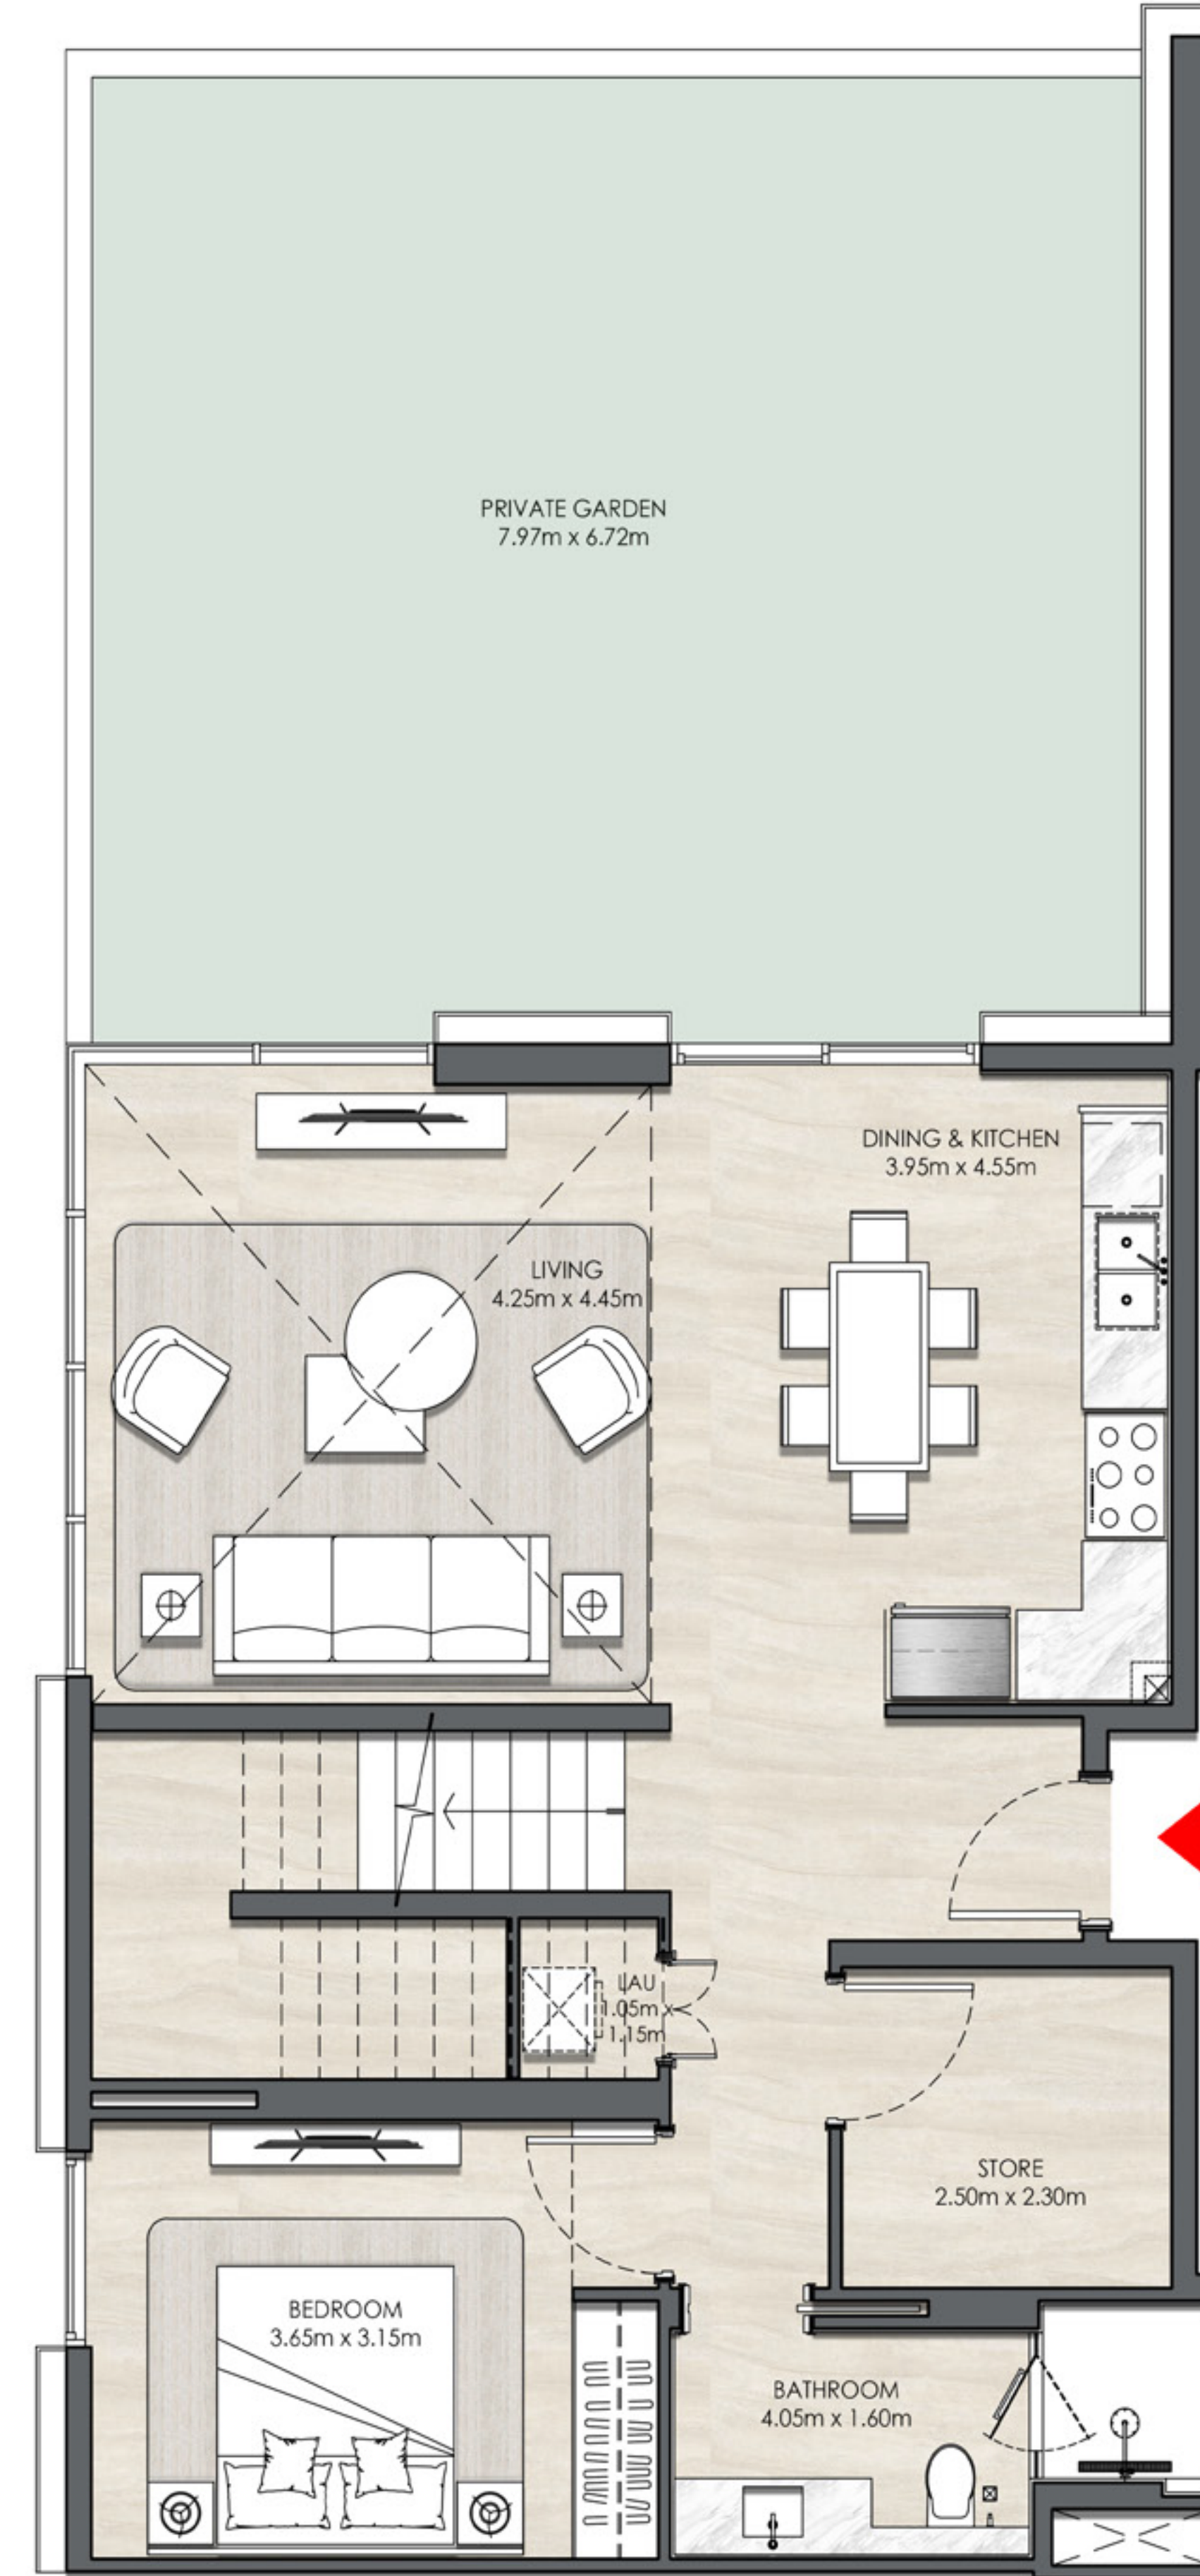 PRIVATE GARDEN
7.97m x 6.72m
DINING & KITCHEN
3.95m x 4.55m
LIVING
4.25m x 4.45m
LAU
1.05m x
1.15m
STORE
2.50m x 2.30m
BEDROOM
3.65m x 3.15m
BATHROOM
4.05m x 1.60m